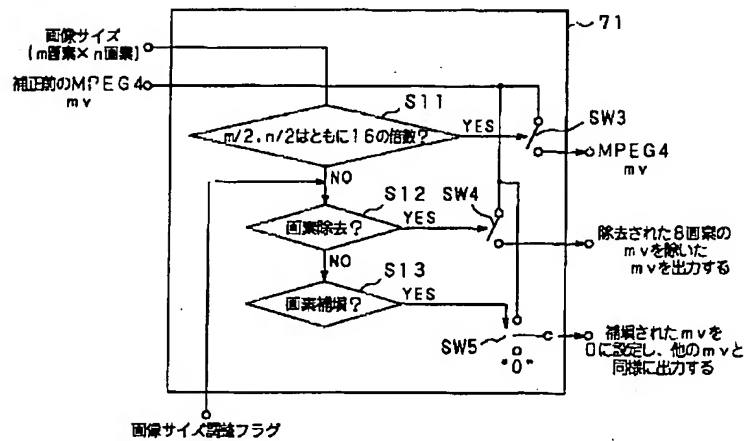 画像サイズ
(m画素×n画素)
補正前のMPEG4
mv
71
S11
m/2,n/2はともに16の倍数?
YES
SW3
MPEG4
mv
NO
S12
画素除去?
YES
SW4
除去された8画素の
mvを除いた
mvを出力する
NO
S13
画素補填?
YES
SW5
"0"
補填されたmvを
0に設定し、他のmvと
同様に出力する
画像サイズ調整フラグ